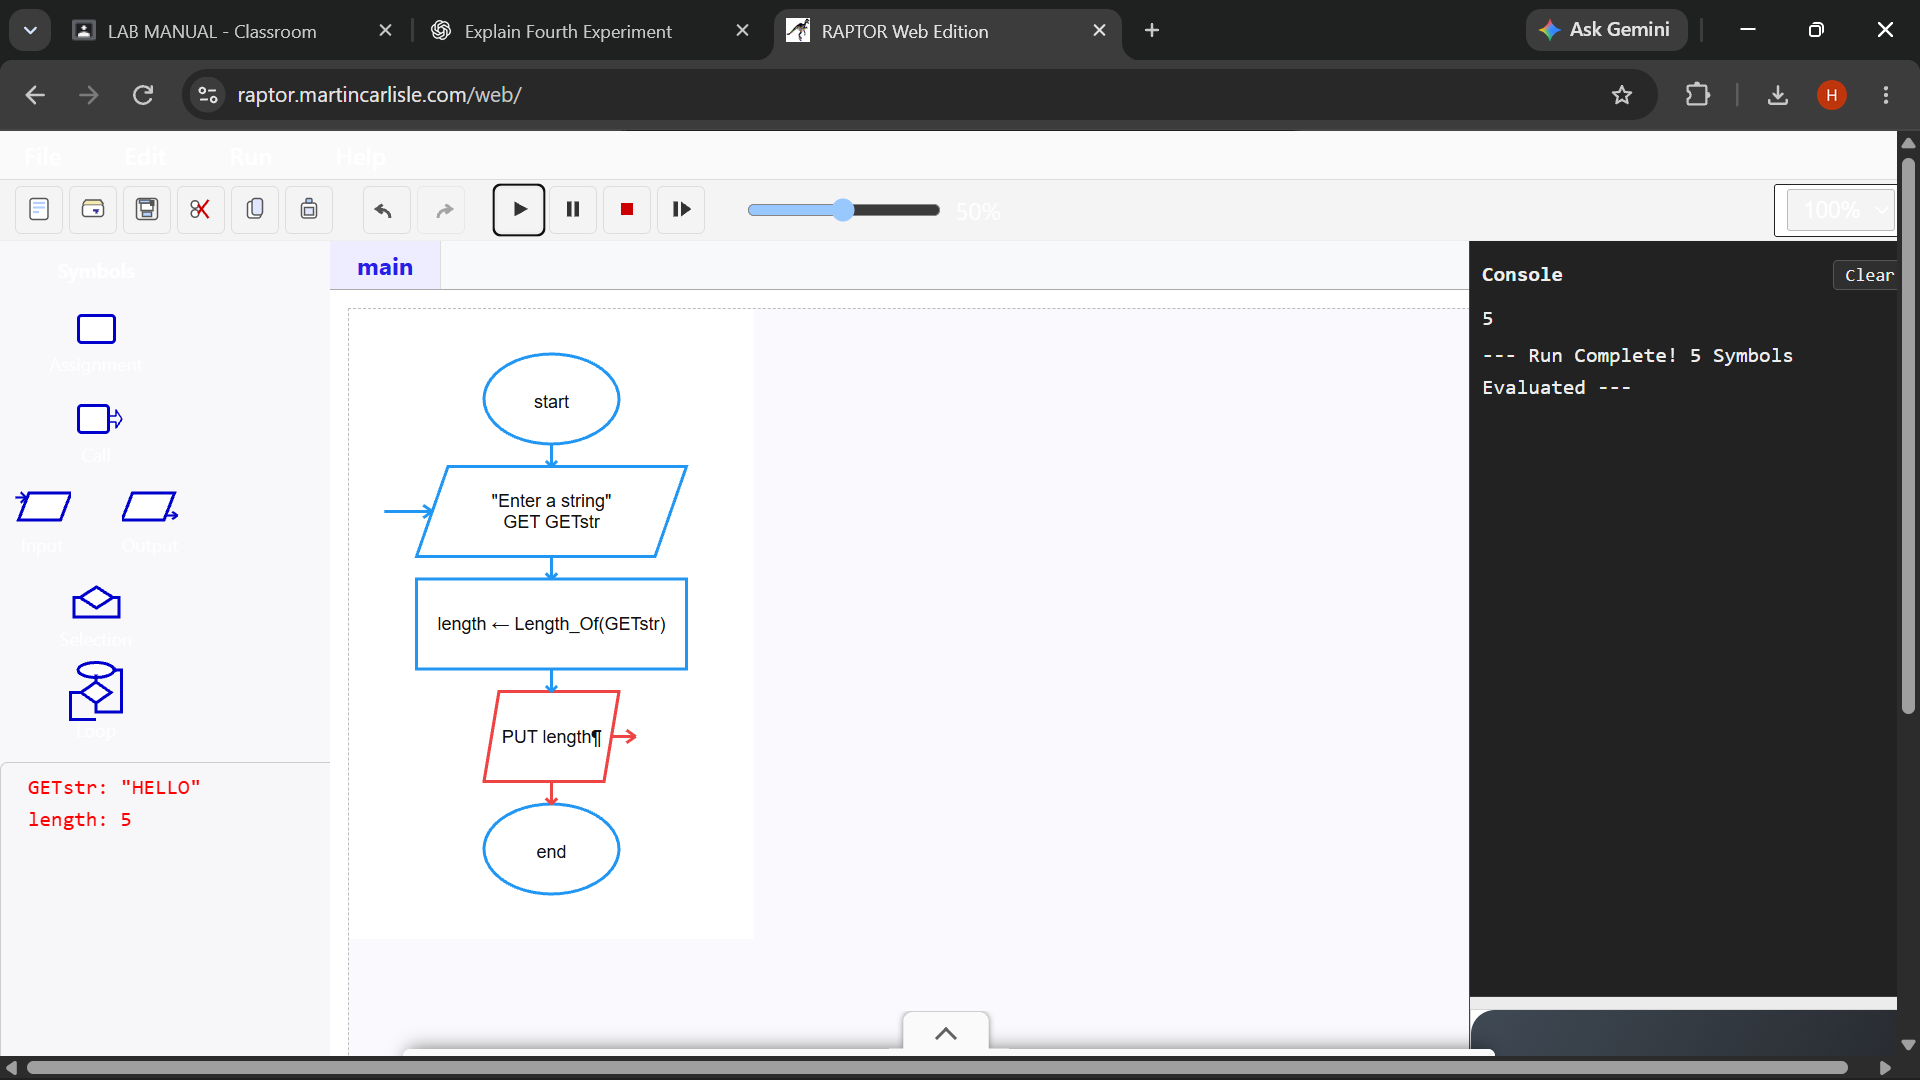 LAB MANUAL - Classroom
Explain Fourth Experiment
RAPTOR Web Edition
Ask Gemini
raptor.martincarlisle.com/web/
H
File Edit Run Help
50%
100%
Symbols
Assignment
Call
Input Output
Selection
Loop
GETstr: "HELLO"
length: 5
main
start
"Enter a string"
GET GETstr
length ← Length_Of(GETstr)
PUT length¶
end
Console
Clear
5
--- Run Complete! 5 Symbols
Evaluated ---